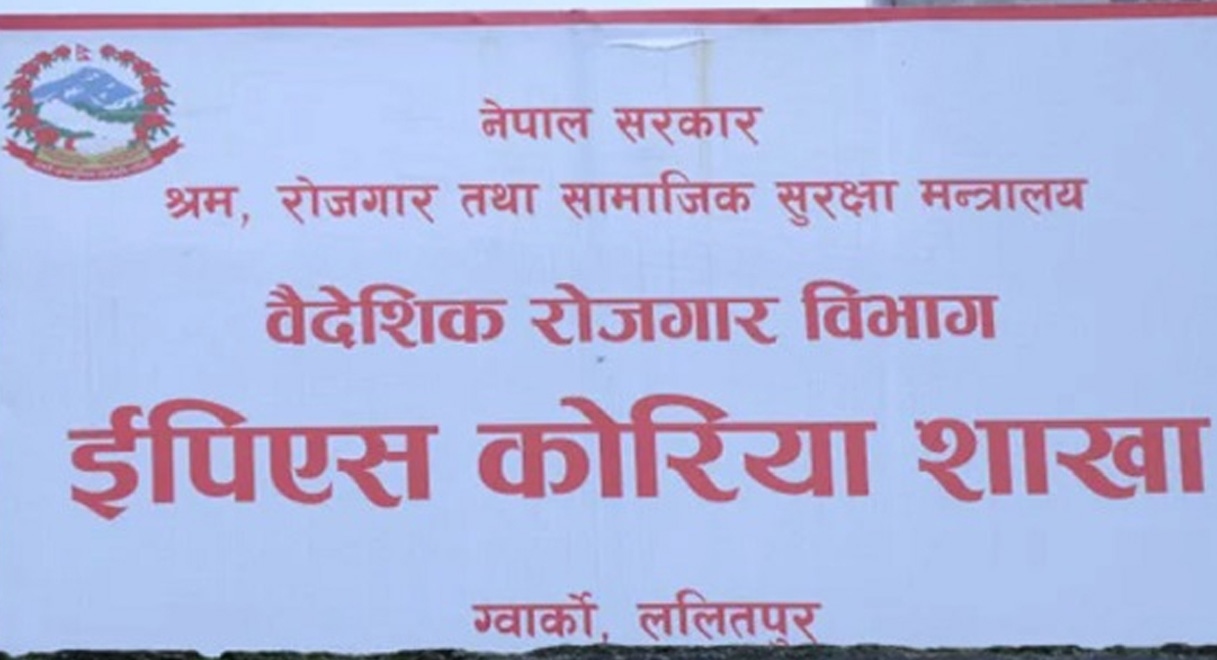 नेपाल सरकार
श्रम, रोजगार तथा सामाजिक सुरक्षा मन्त्रालय
वैदेशिक रोजगार विभाग
ईपिएस कोरिया शाखा
ग्वार्को, ललितपुर